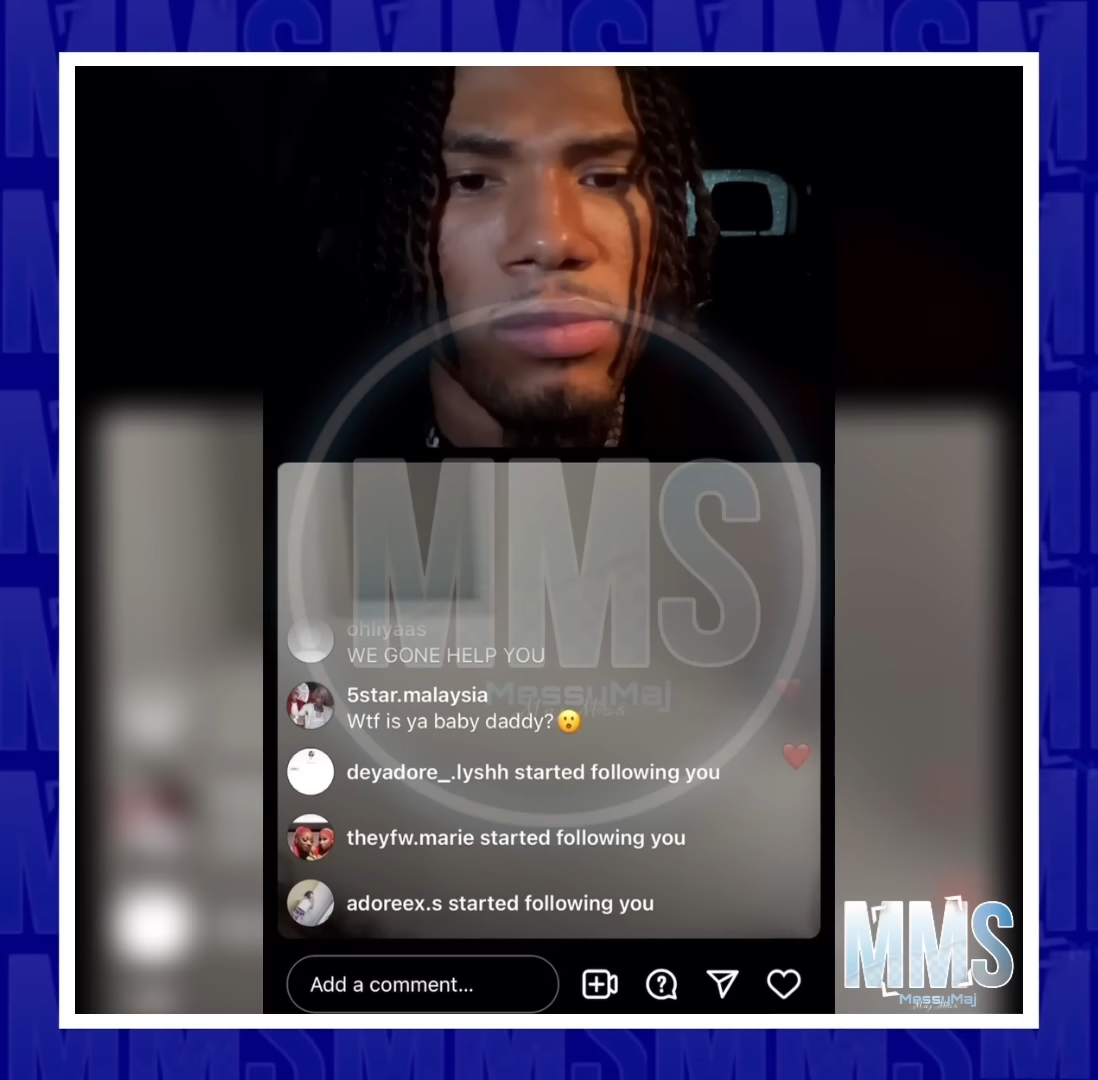 ohliyaas
WE GONE HELP YOU
5star.malaysia
Wtf is ya baby daddy?😮
deyadore_.lyshh started following you
theyfw.marie started following you
adoreex.s started following you
Add a comment...
MMS
MessyMaj
MMS
MessyMaj